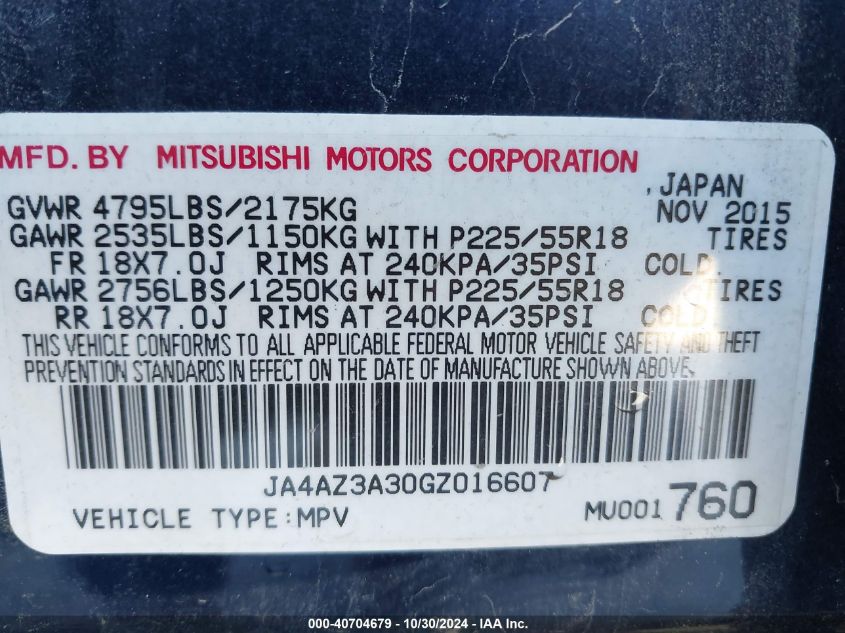 MFD. BY MITSUBISHI MOTORS CORPORATION
, JAPAN
GVWR 4795LBS/2175KG NOV 2015
GAWR 2535LBS/1150KG WITH P225/55R18 TIRES
FR 18X7.0J RIMS AT 240KPA/35PSI COLD.
GAWR 2756LBS/1250KG WITH P225/55R18 TIRES
RR 18X7.0J RIMS AT 240KPA/35PSI COLD.
THIS VEHICLE CONFORMS TO ALL APPLICABLE FEDERAL MOTOR VEHICLE SAFETY AND THEFT
PREVENTION STANDARDS IN EFFECT ON THE DATE OF MANUFACTURE SHOWN ABOVE.
JA4AZ3A30GZ016607
VEHICLE TYPE:MPV MU001760
000-40704679 - 10/30/2024 - IAA Inc.